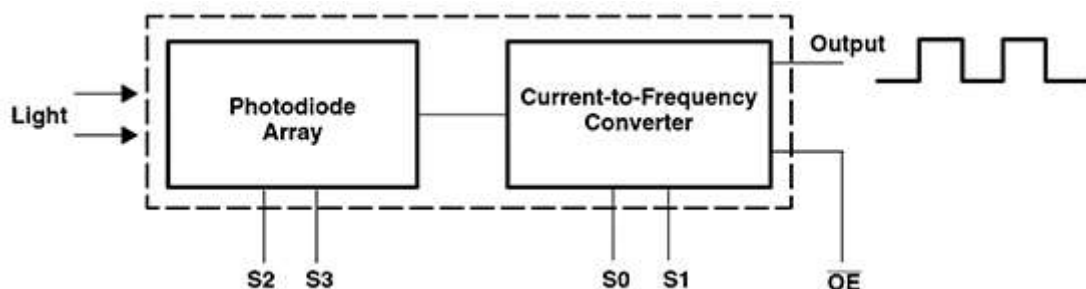 Light
Photodiode
Array
Current-to-Frequency
Converter
Output
S2
S3
S0
S1
OE